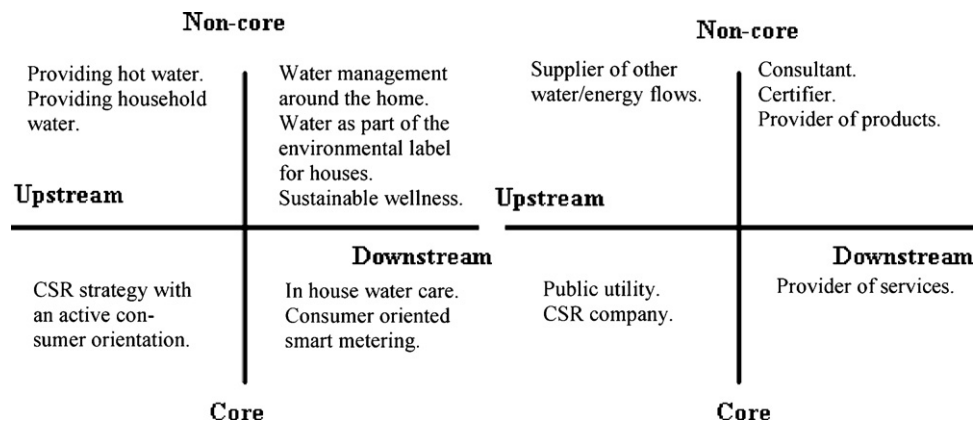 Non-core
Providing hot water.
Providing household
water.
Water management
around the home.
Water as part of the
environmental label
for houses.
Sustainable wellness.
Upstream
Downstream
CSR strategy with
an active con-
sumer orientation.
In house water care.
Consumer oriented
smart metering.
Core
Non-core
Supplier of other
water/energy flows.
Consultant.
Certifier.
Provider of products.
Upstream
Downstream
Public utility.
CSR company.
Provider of services.
Core